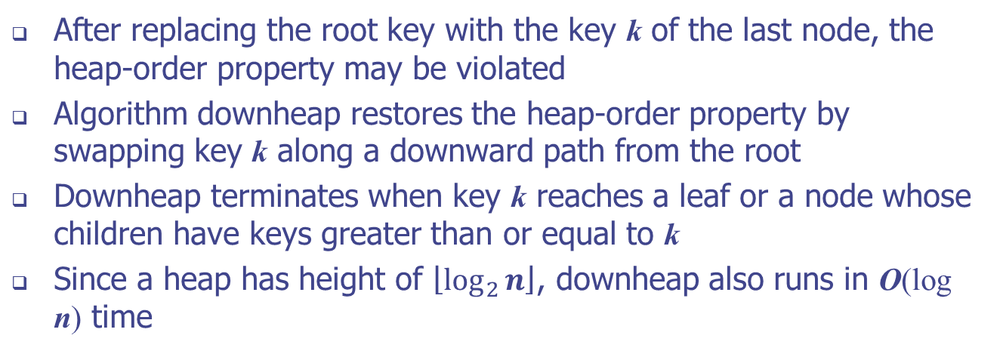 ❑ After replacing the root key with the key k of the last node, the
heap-order property may be violated
❑ Algorithm downheap restores the heap-order property by
swapping key k along a downward path from the root
❑ Downheap terminates when key k reaches a leaf or a node whose
children have keys greater than or equal to k
❑ Since a heap has height of ⌊log₂ n⌋, downheap also runs in O(log
n) time